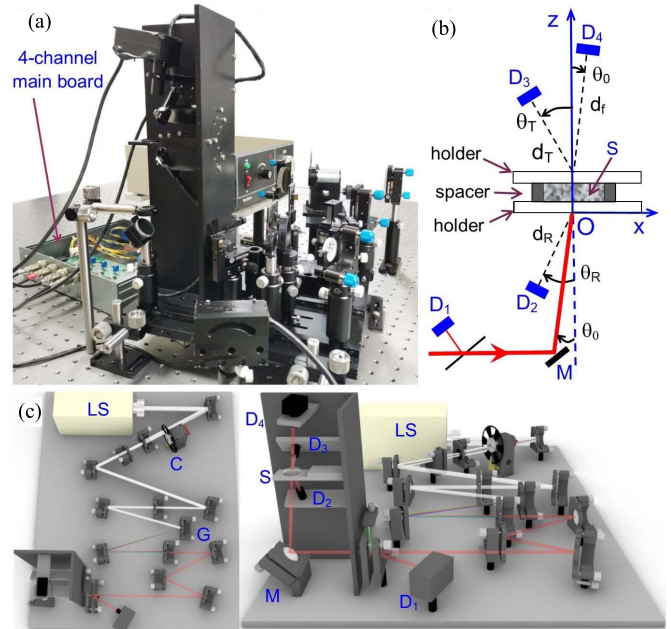 (a)
4-channel
main board
(b)
z
D4
D3
θ0
θT
df
dT
S
holder
spacer
holder
O
x
dR
θR
D2
D1
θ0
M
(c)
LS
C
G
D4
D3
S
D2
M
LS
D1